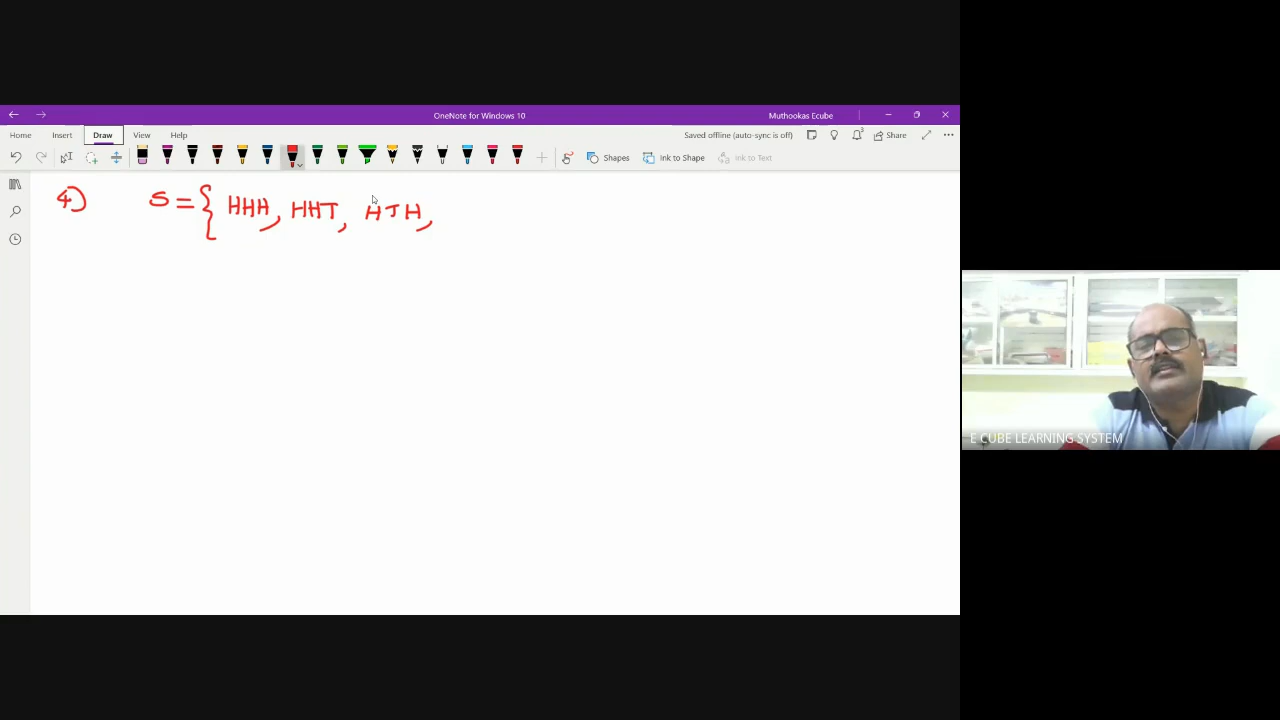 OneNote for Windows 10
Muthookas Ecube
Home Insert Draw View Help
Saved offline (auto-sync is off)
Share
Shapes
Ink to Shape
Ink to Text
4) S = { HHH, HHT, HTH,
E CUBE LEARNING SYSTEM